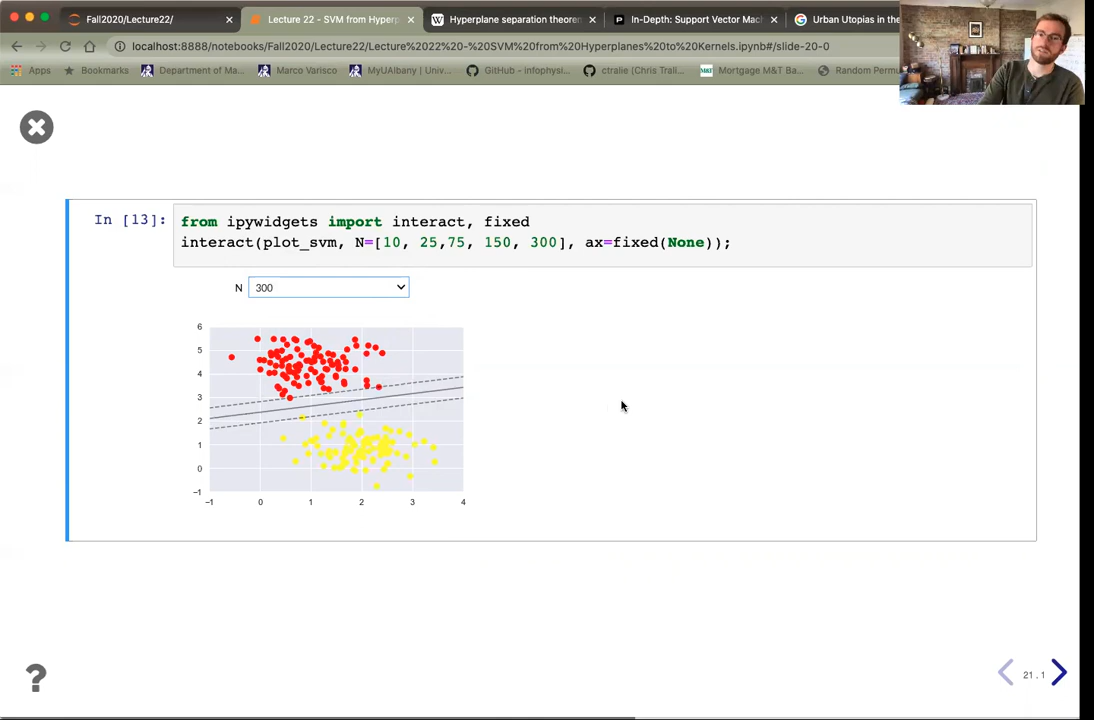 Fall2020/Lecture22/
Lecture 22 - SVM from Hyperp
Hyperplane separation theorem
In-Depth: Support Vector Mach
Urban Utopias in the
localhost:8888/notebooks/Fall2020/Lecture22/Lecture%2022%20-%20SVM%20from%20Hyperplanes%20to%20Kernels.ipynb#/slide-20-0
Apps
Bookmarks
Department of Ma...
Marco Varisco
MyUAlbany | Univ...
GitHub - infophysi...
ctralie (Chris Trall...
M&T
Mortgage M&T Ba...
Random Permu
In [13]:
from ipywidgets import interact, fixed
interact(plot_svm, N=[10, 25,75, 150, 300], ax=fixed(None));
N
300
6
5
4
3
2
1
0
−1
−1 0 1 2 3 4
?
21 . 1